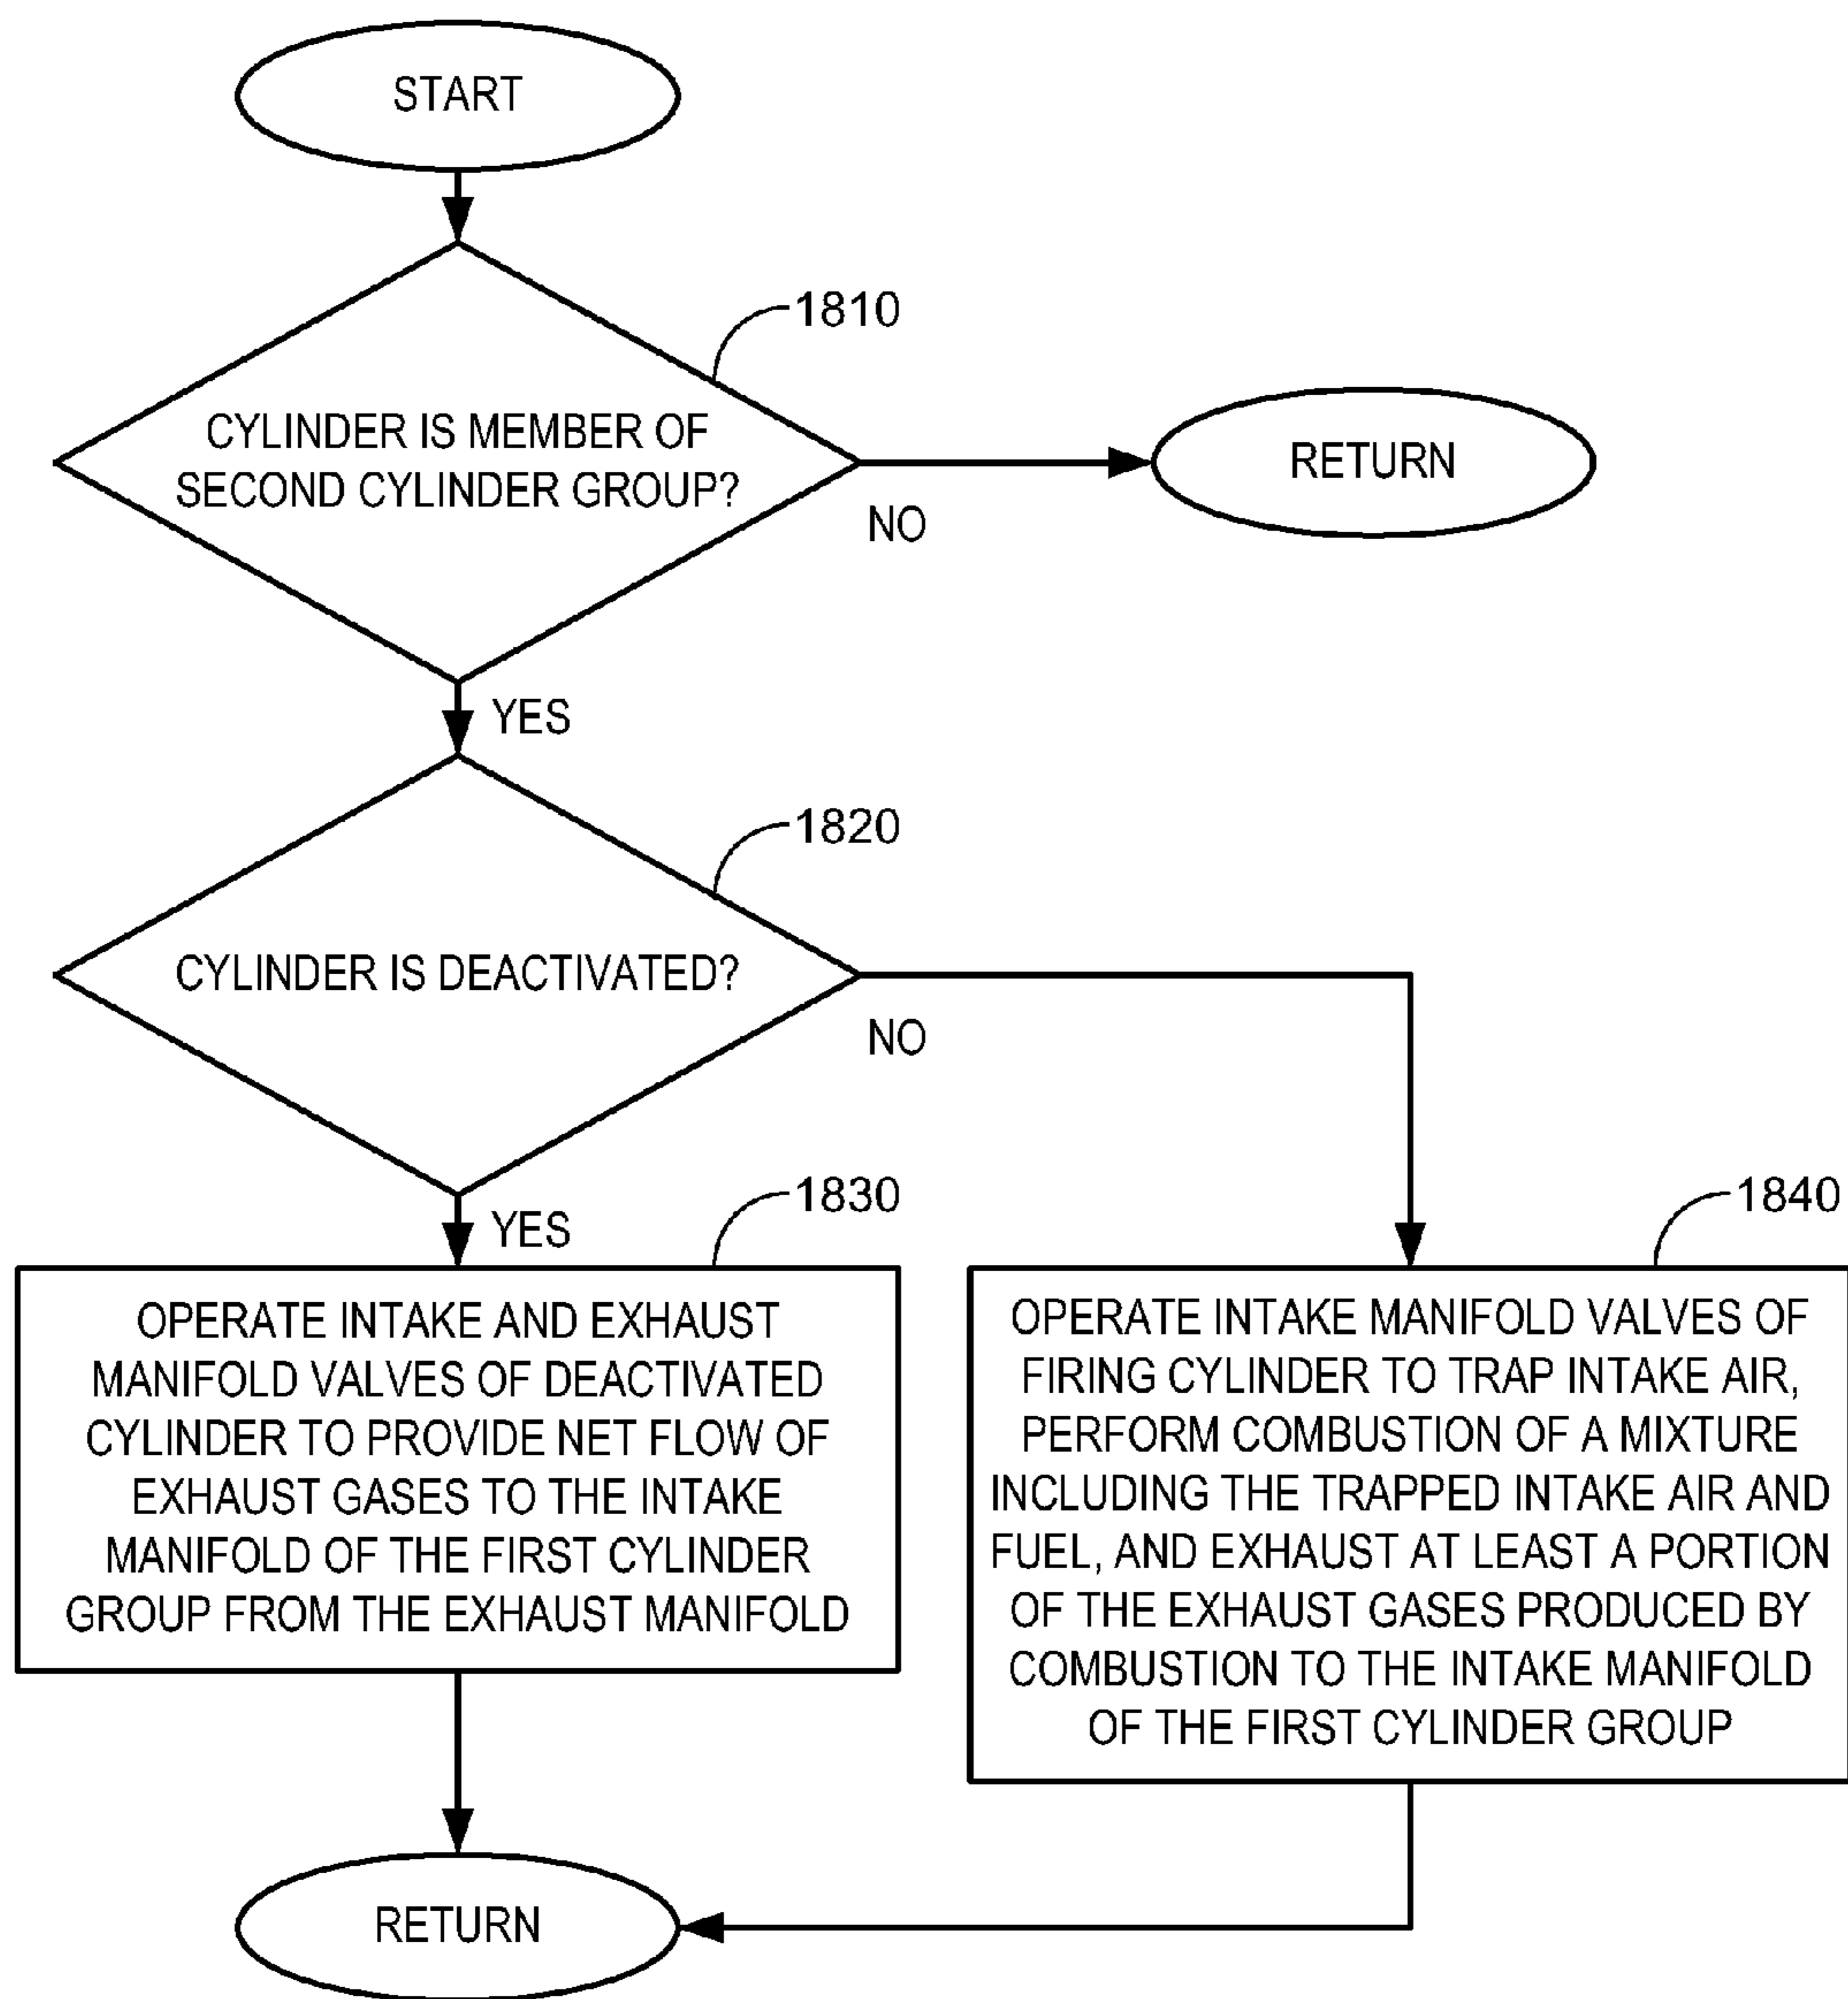 START
1810
CYLINDER IS MEMBER OF
SECOND CYLINDER GROUP?
RETURN
NO
YES
1820
CYLINDER IS DEACTIVATED?
NO
YES
1830
OPERATE INTAKE AND EXHAUST
MANIFOLD VALVES OF DEACTIVATED
CYLINDER TO PROVIDE NET FLOW OF
EXHAUST GASES TO THE INTAKE
MANIFOLD OF THE FIRST CYLINDER
GROUP FROM THE EXHAUST MANIFOLD
1840
OPERATE INTAKE MANIFOLD VALVES OF
FIRING CYLINDER TO TRAP INTAKE AIR,
PERFORM COMBUSTION OF A MIXTURE
INCLUDING THE TRAPPED INTAKE AIR AND
FUEL, AND EXHAUST AT LEAST A PORTION
OF THE EXHAUST GASES PRODUCED BY
COMBUSTION TO THE INTAKE MANIFOLD
OF THE FIRST CYLINDER GROUP
RETURN